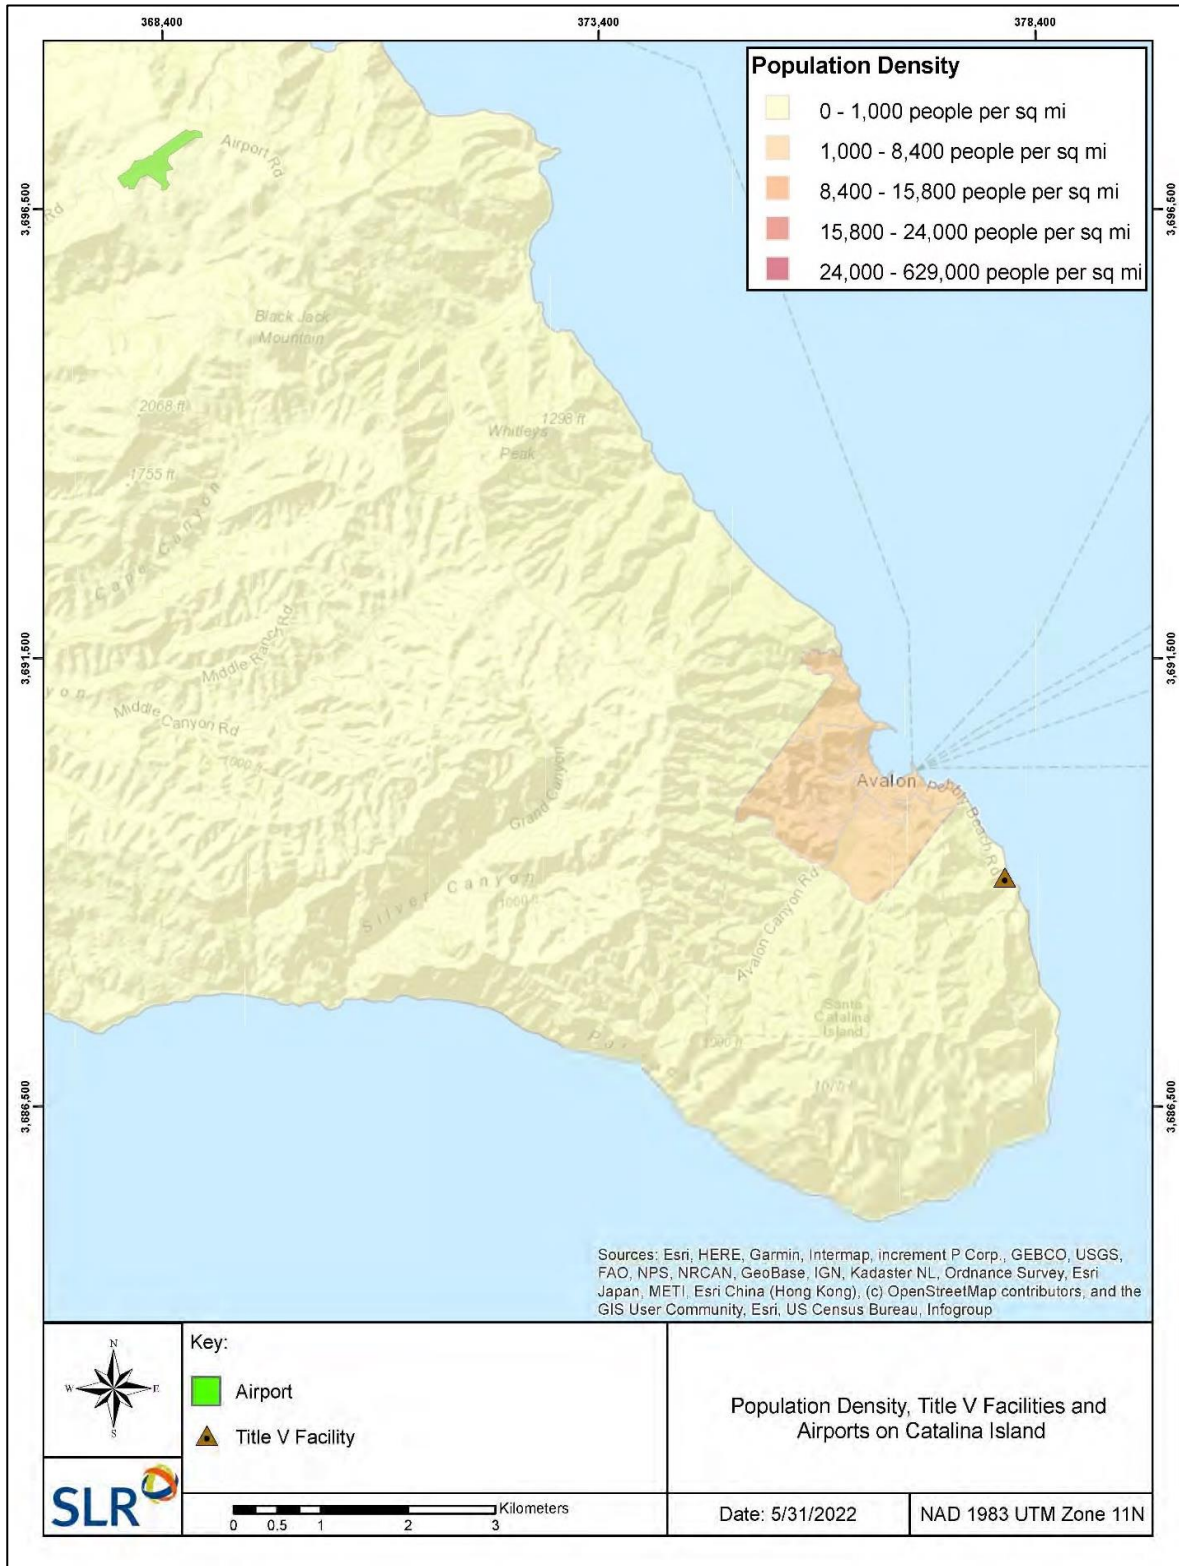 368,400
373,400
378,400
Population Density
0 - 1,000 people per sq mi
1,000 - 8,400 people per sq mi
8,400 - 15,800 people per sq mi
15,800 - 24,000 people per sq mi
24,000 - 629,000 people per sq mi
Airport Rd
Rd
3,696,500
3,696,500
Black Jack
Mountain
2068 ft
1298 ft
Whitleys
Peak
1755 ft
Cape Canyon
Middle Ranch Rd
3,691,500
3,691,500
yon
Middle Canyon Rd
1000 ft
Grand Canyon
Avalon
Pebbly Beach Rd
Silver Canyon
1000 ft
Avalon Canyon Rd
Santa
Catalina
Island
1000 ft
3,686,500
3,686,500
Sources: Esri, HERE, Garmin, Intermap, increment P Corp., GEBCO, USGS,
FAO, NPS, NRCAN, GeoBase, IGN, Kadaster NL, Ordnance Survey, Esri
Japan, METI, Esri China (Hong Kong), (c) OpenStreetMap contributors, and the
GIS User Community, Esri, US Census Bureau, Infogroup
N
W
E
S
Key:
Airport
Title V Facility
Population Density, Title V Facilities and
Airports on Catalina Island
SLR
Kilometers
0 0.5 1 2 3
Date: 5/31/2022
NAD 1983 UTM Zone 11N